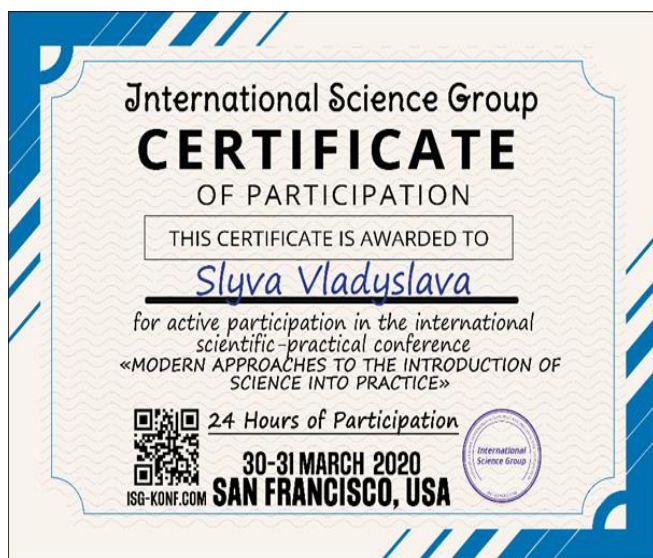 International Science Group
CERTIFICATE
OF PARTICIPATION
THIS CERTIFICATE IS AWARDED TO
Slyva Vladyslava
for active participation in the international
scientific-practical conference
«MODERN APPROACHES TO THE INTRODUCTION OF
SCIENCE INTO PRACTICE»
24 Hours of Participation
30-31 MARCH 2020
SAN FRANCISCO, USA
ISG-KONF.COM
International
Science Group